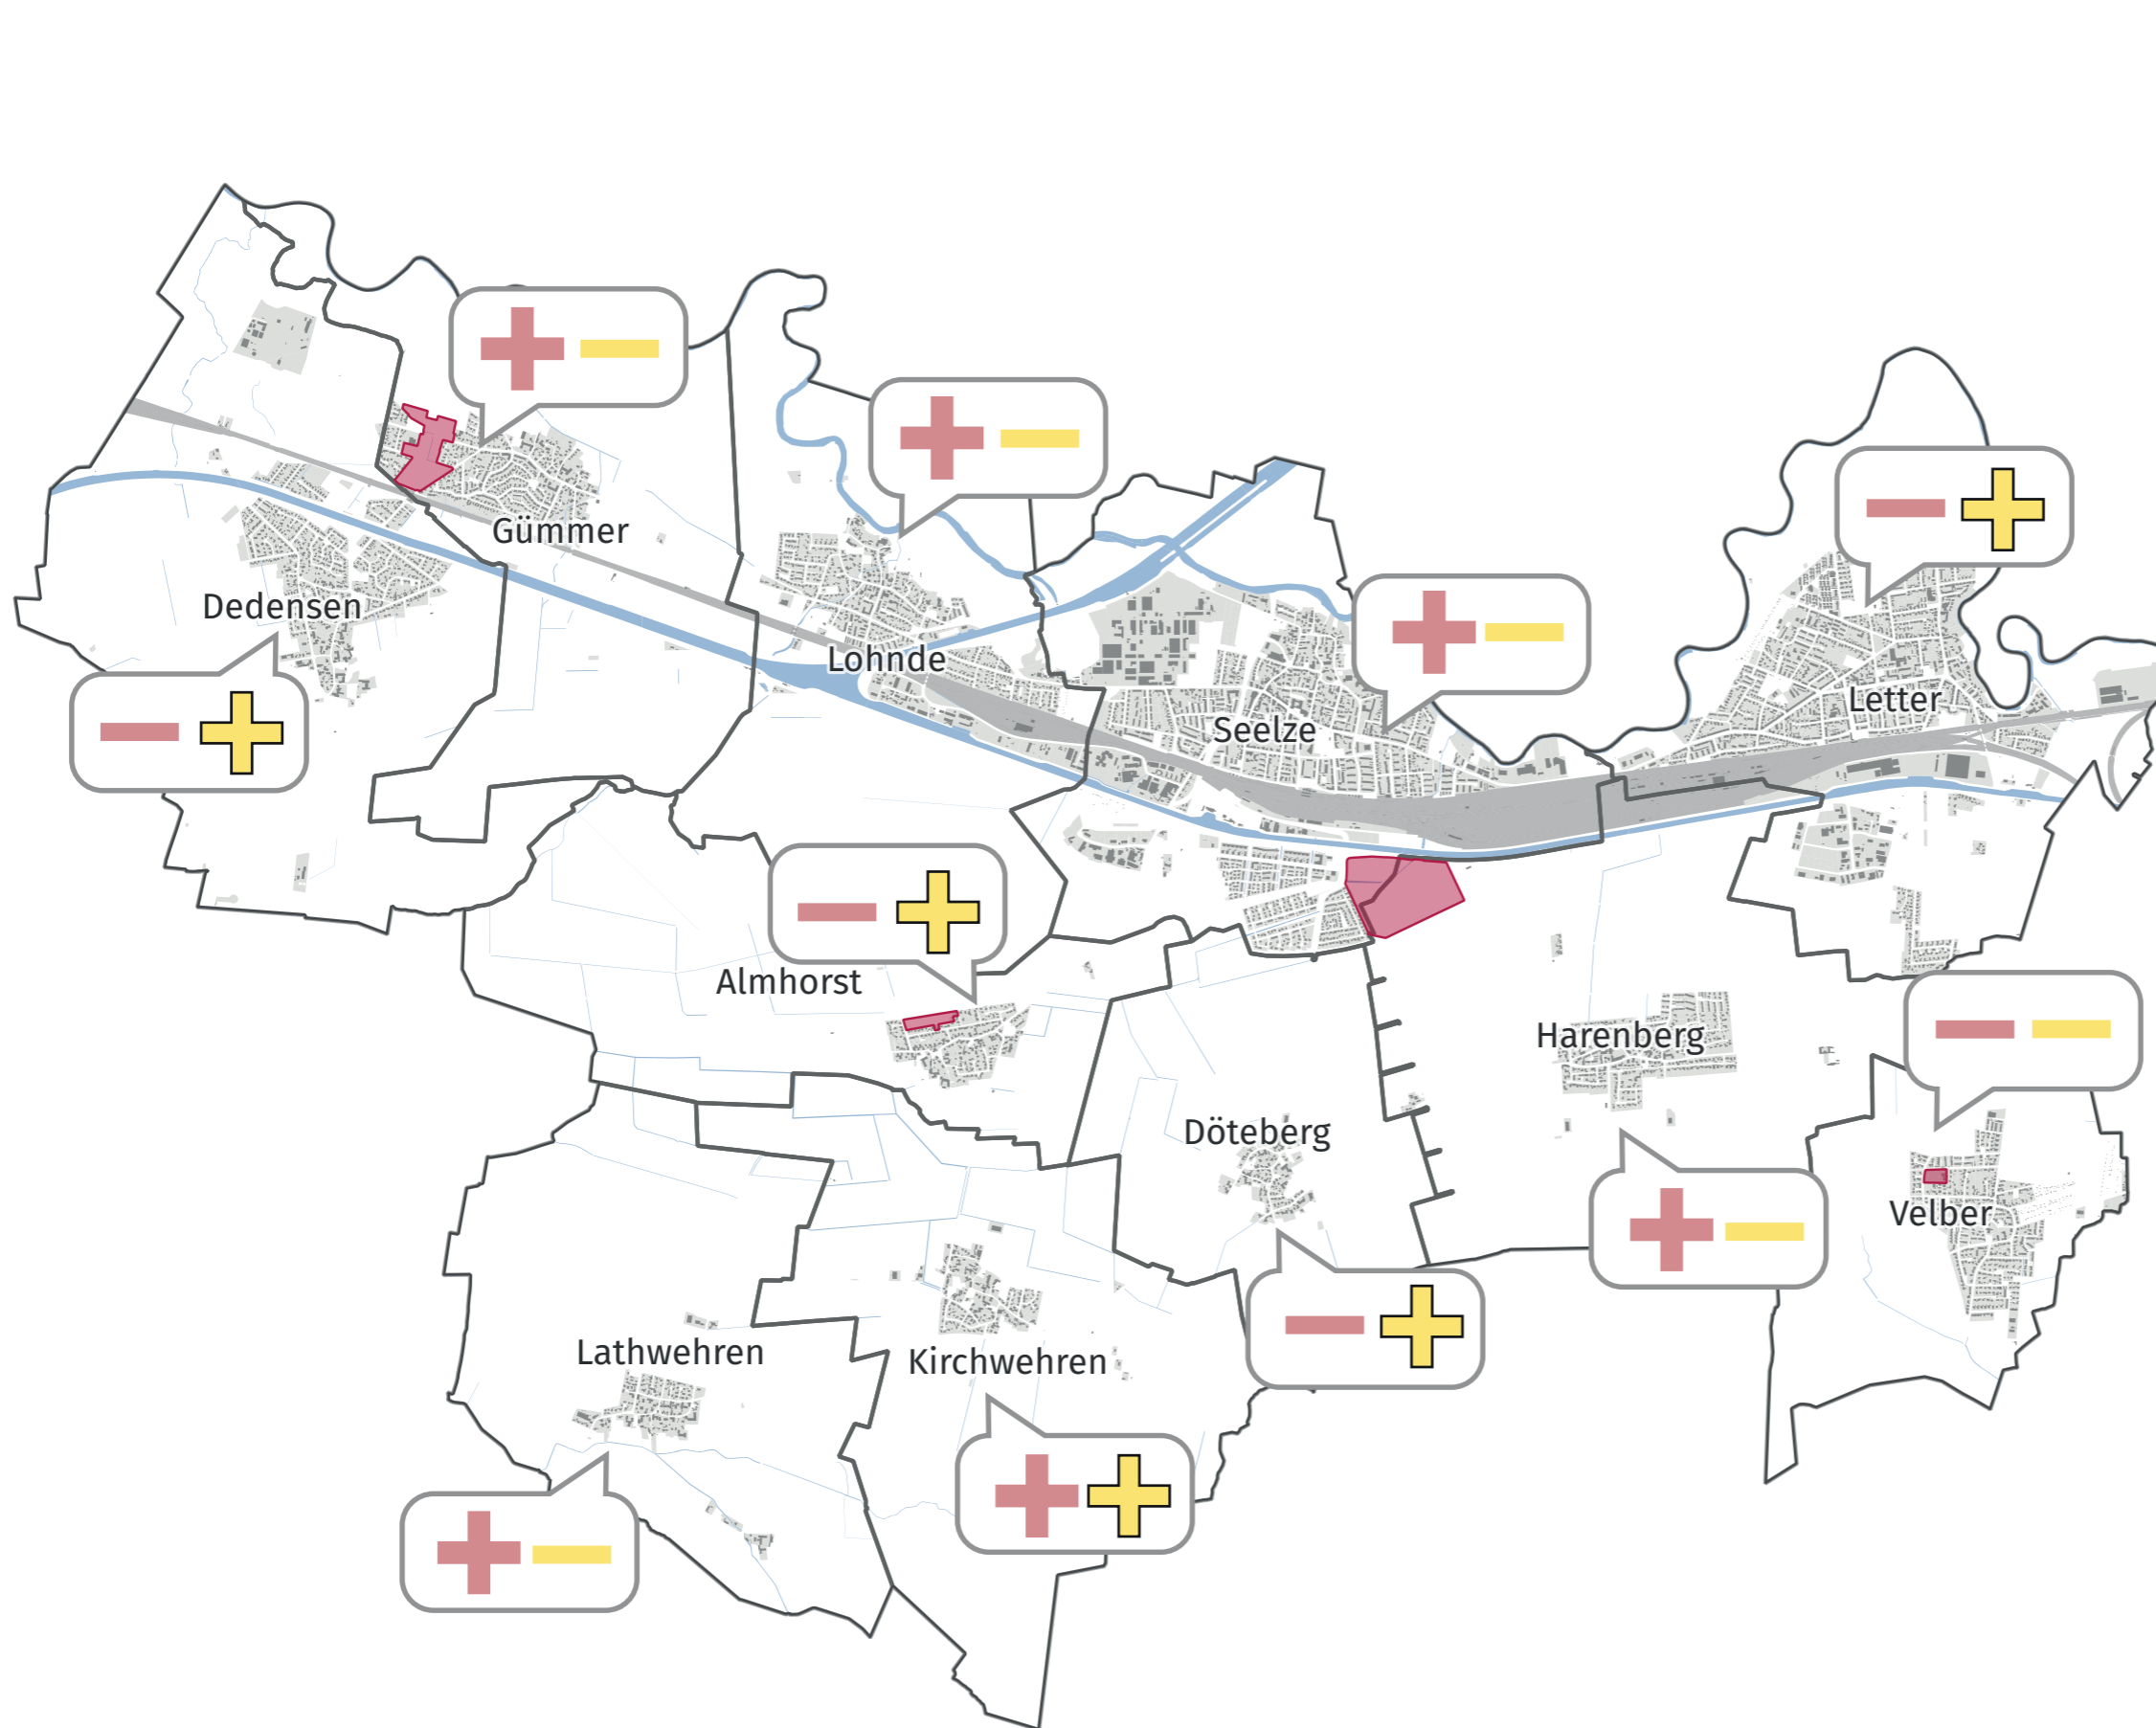 Gümmer
Dedensen
Lohnde
Letter
Seelze
Almhorst
Harenberg
Döteberg
Velber
Lathwehren
Kirchwehren